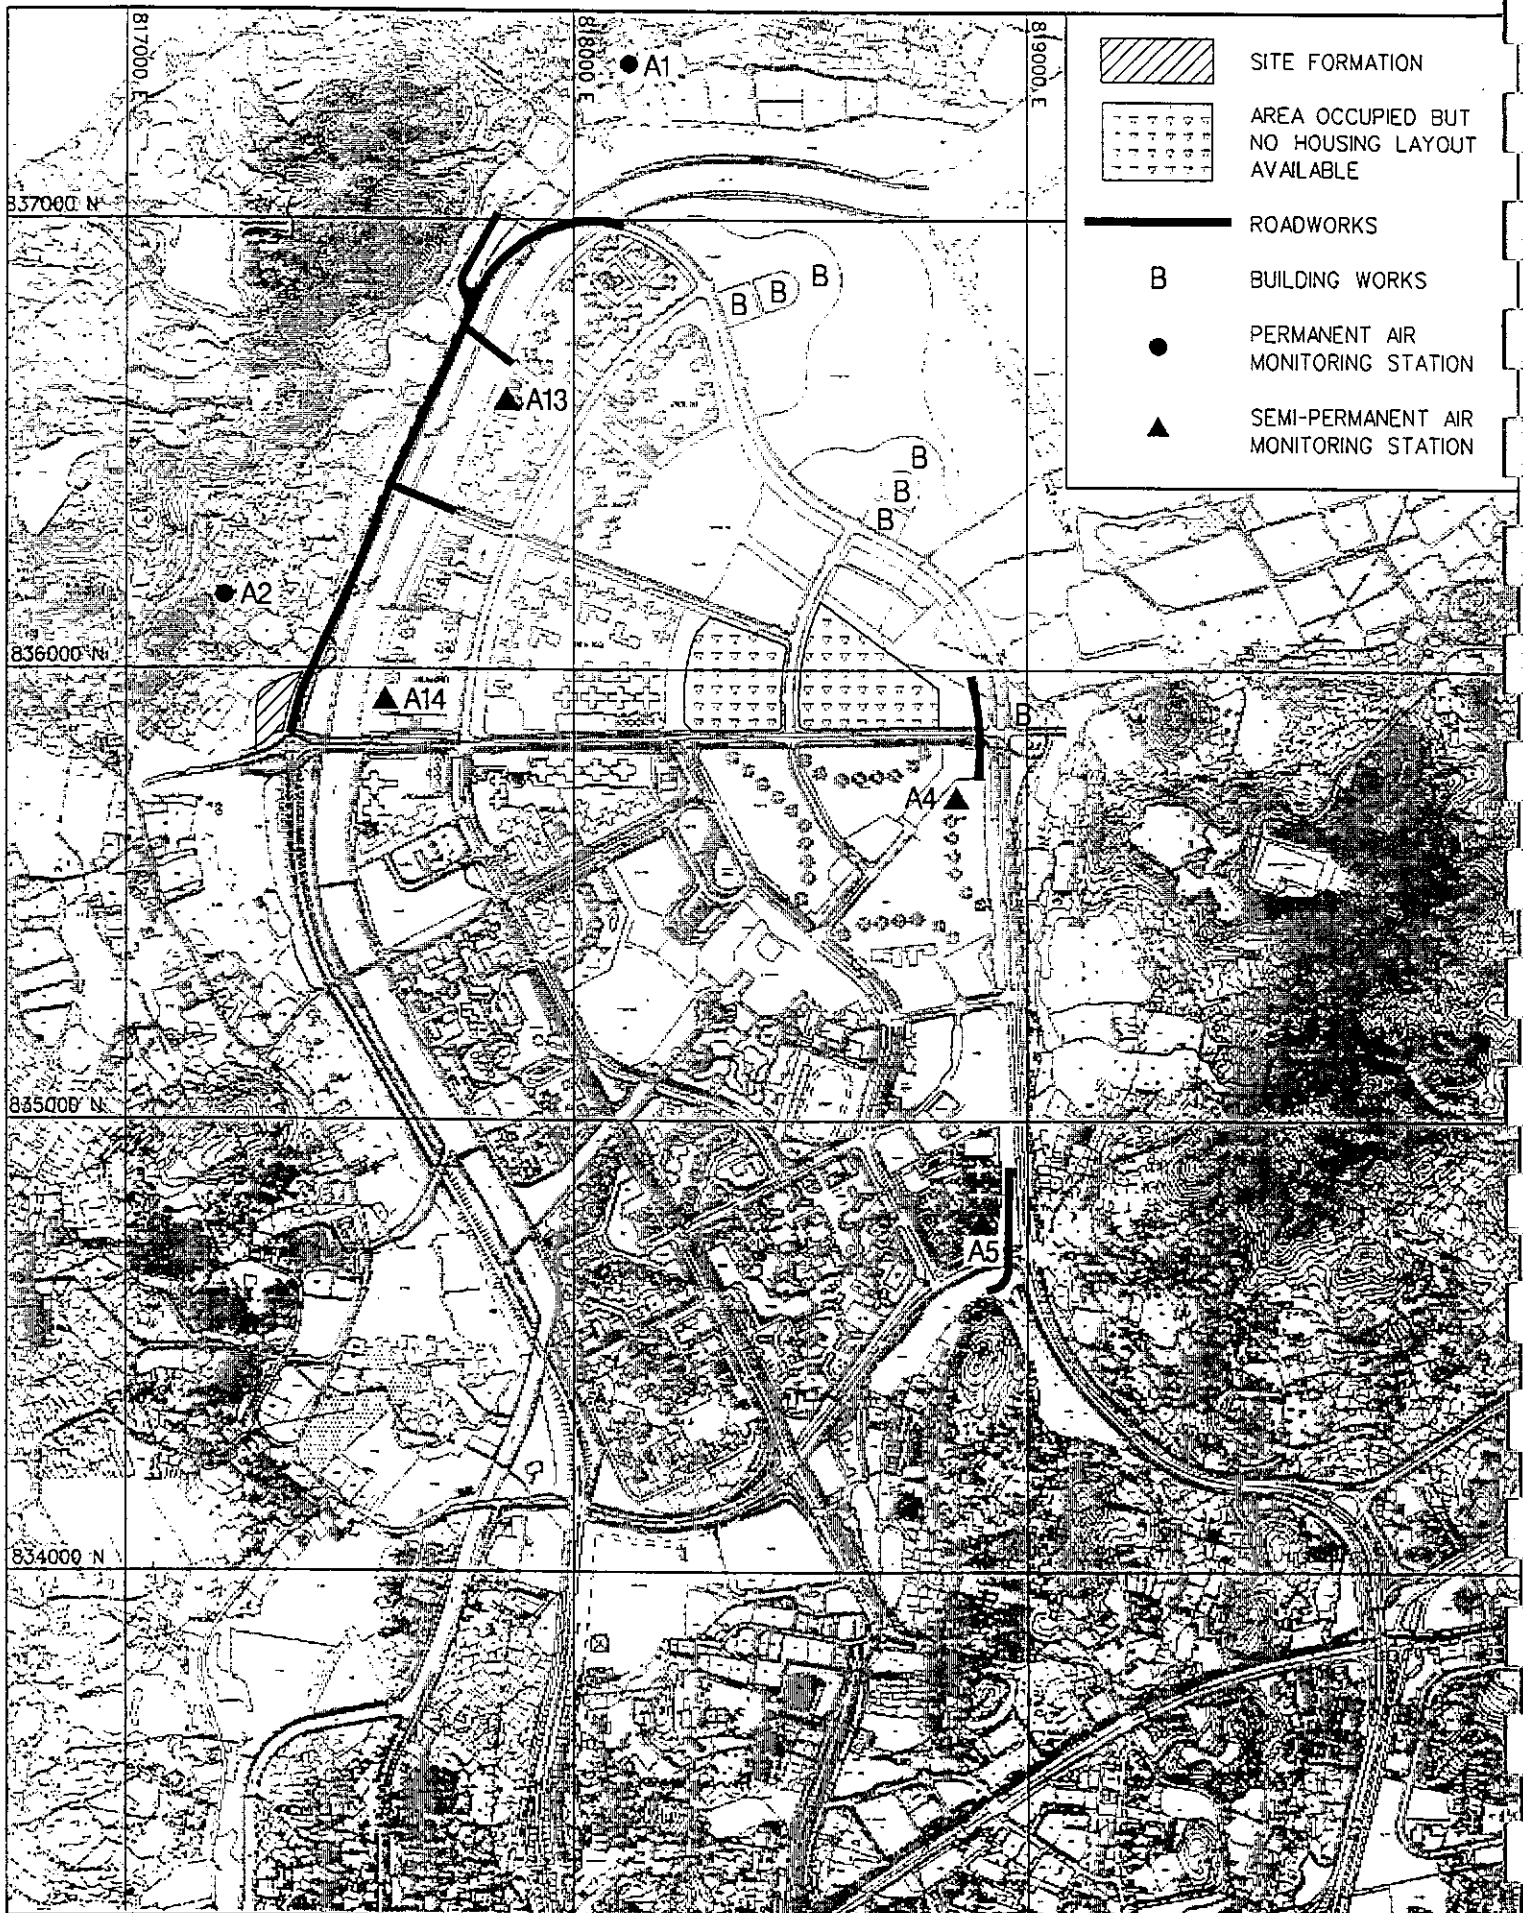 817000 E
818000 E
819000 E
A1
SITE FORMATION
AREA OCCUPIED BUT
NO HOUSING LAYOUT
AVAILABLE
837000 N
ROADWORKS
B BUILDING WORKS
PERMANENT AIR
MONITORING STATION
SEMI-PERMANENT AIR
MONITORING STATION
B
B
B
A13
B
B
B
A2
836000 N
A14
B
A4
835000 N
A5
834000 N